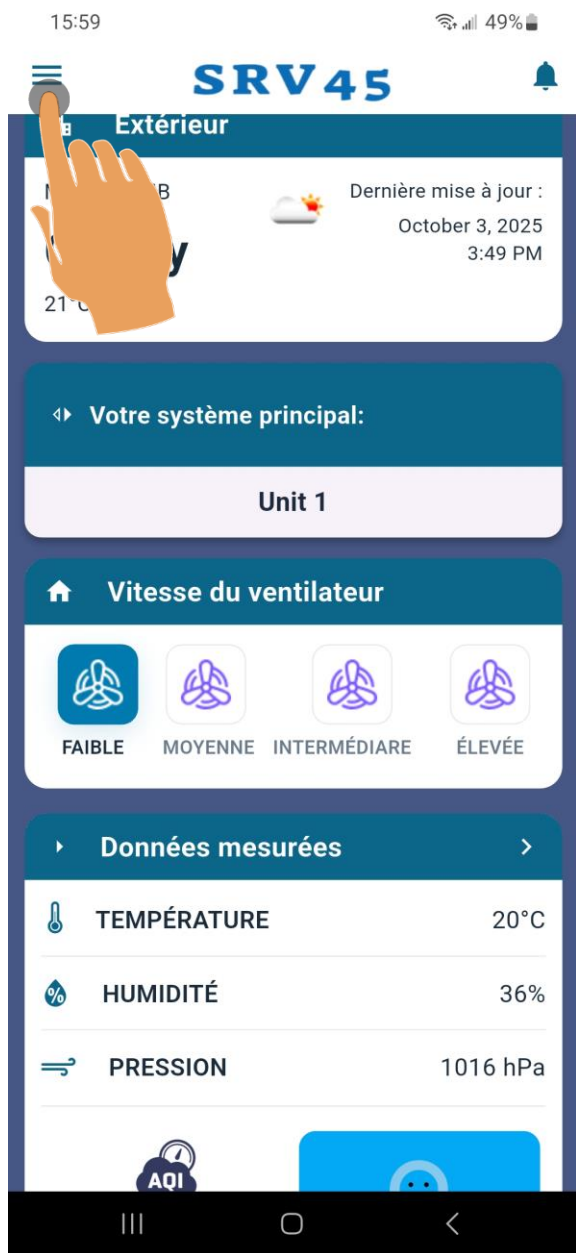 15:59
49%
SRV45
Extérieur
Dernière mise à jour :
October 3, 2025
3:49 PM
Votre système principal:
Unit 1
Vitesse du ventilateur
FAIBLE MOYENNE INTERMÉDIARE ÉLEVÉE
Données mesurées
TEMPÉRATURE 20°C
% HUMIDITÉ 36%
PRESSION 1016 hPa
AQI